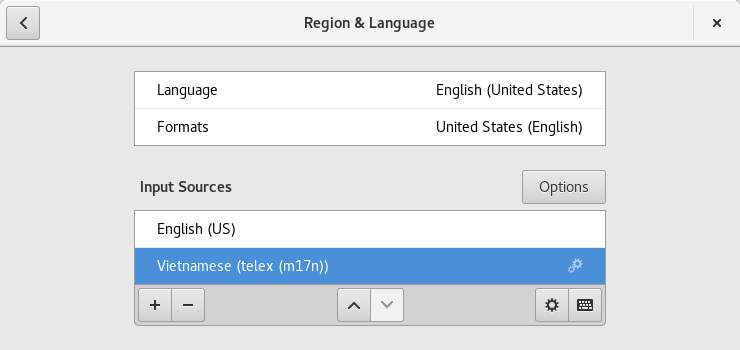 Region & Language
Language English (United States)
Formats United States (English)
Input Sources Options
English (US)
Vietnamese (telex (m17n))